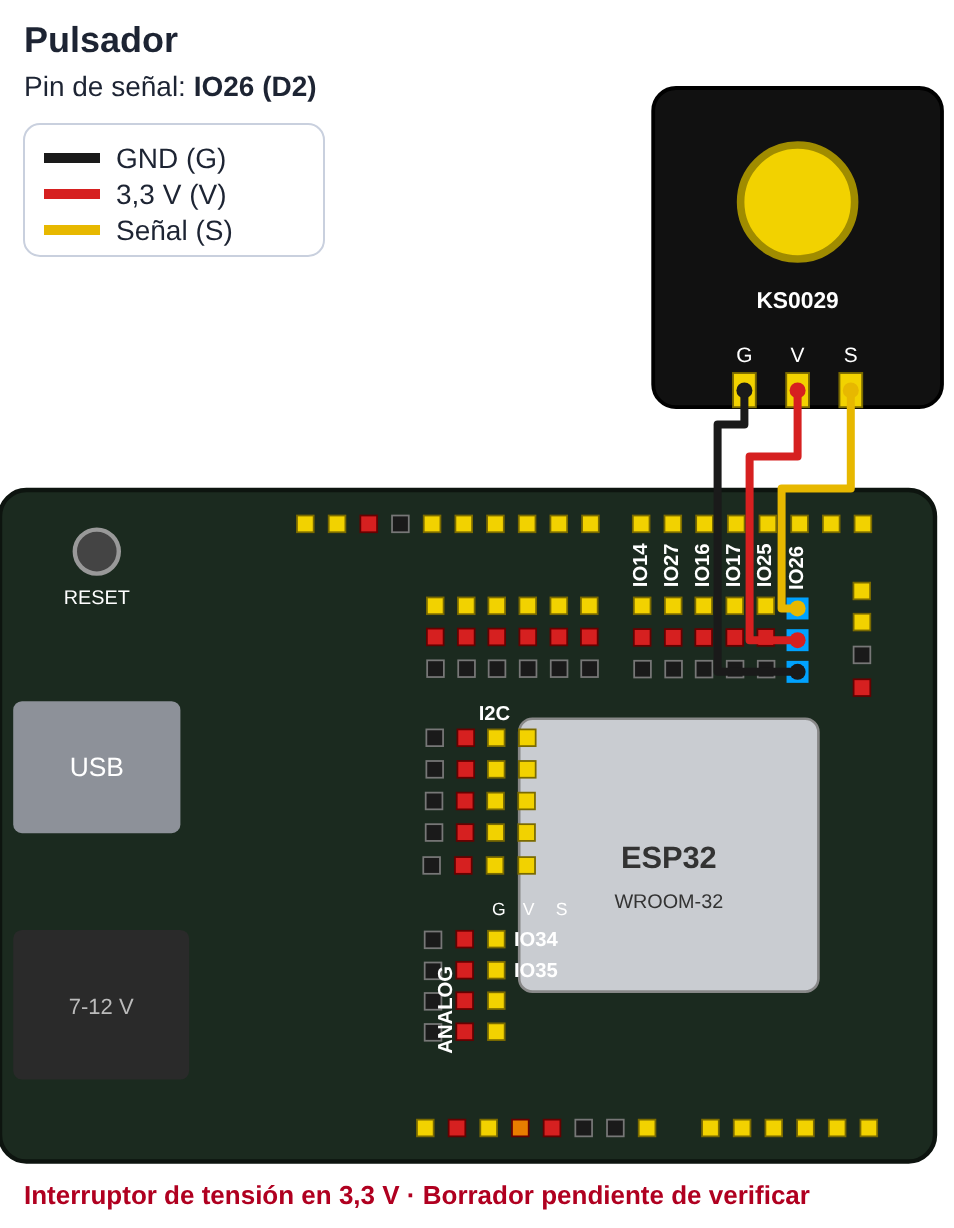 Pulsador
Pin de señal: IO26 (D2)
GND (G)
3,3 V (V)
Señal (S)
KS0029
G V S
RESET
IO14 IO27 IO16 IO17 IO25 IO26
I2C
USB
ESP32
WROOM-32
G V S
IO34
IO35
ANALOG
7-12 V
Interruptor de tensión en 3,3 V · Borrador pendiente de verificar